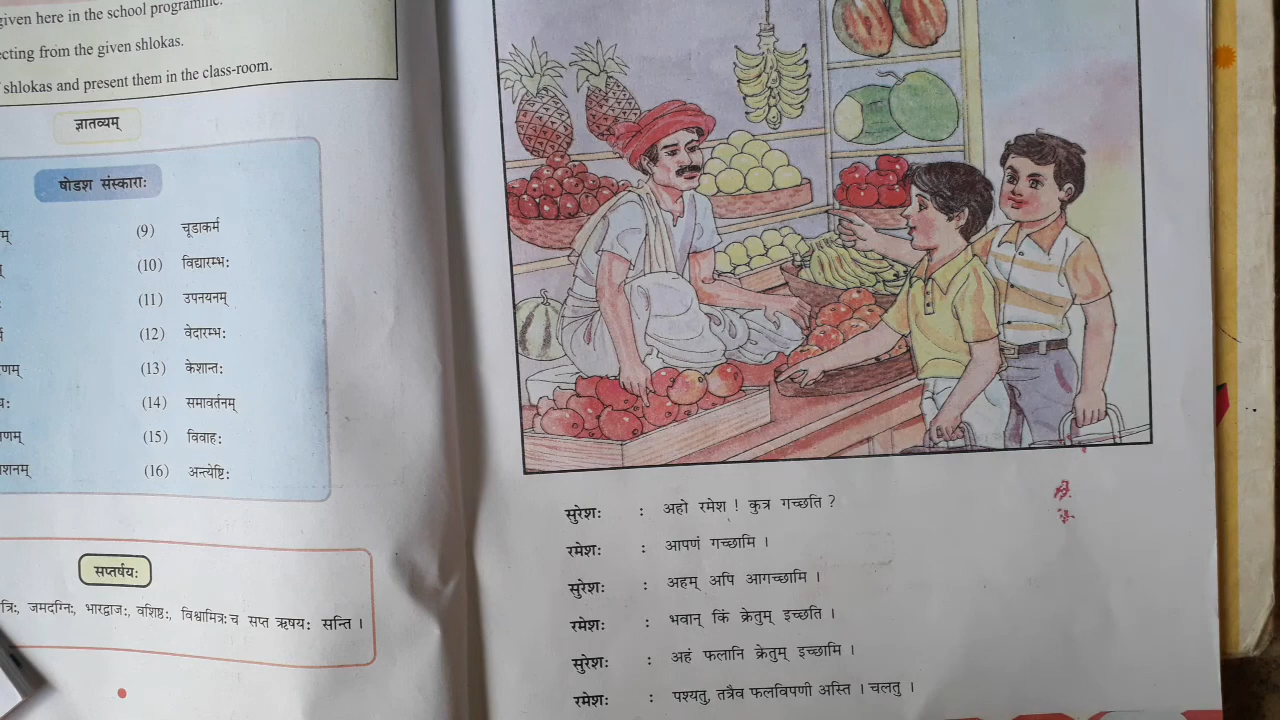 given here in the school programme.
ecting from the given shlokas.
shlokas and present them in the class-room.
ज्ञातव्यम्
षोडश संस्काराः
(9) चूडाकर्म
(10) विद्यारम्भः
(11) उपनयनम्
(12) वेदारम्भः
(13) केशान्तः
(14) समावर्तनम्
(15) विवाहः
(16) अन्त्येष्टिः
सप्तर्षयः
त्रिः, जमदग्निः, भारद्वाजः, वशिष्ठः, विश्वामित्रः च सप्त ऋषयः सन्ति ।
सुरेशः : अहो रमेश ! कुत्र गच्छति ?
रमेशः : आपणं गच्छामि ।
सुरेशः : अहम् अपि आगच्छामि ।
रमेशः : भवान् किं क्रेतुम् इच्छति ।
सुरेशः : अहं फलानि क्रेतुम् इच्छामि ।
रमेशः : पश्यतु, तत्रैव फलविपणी अस्ति । चलतु ।